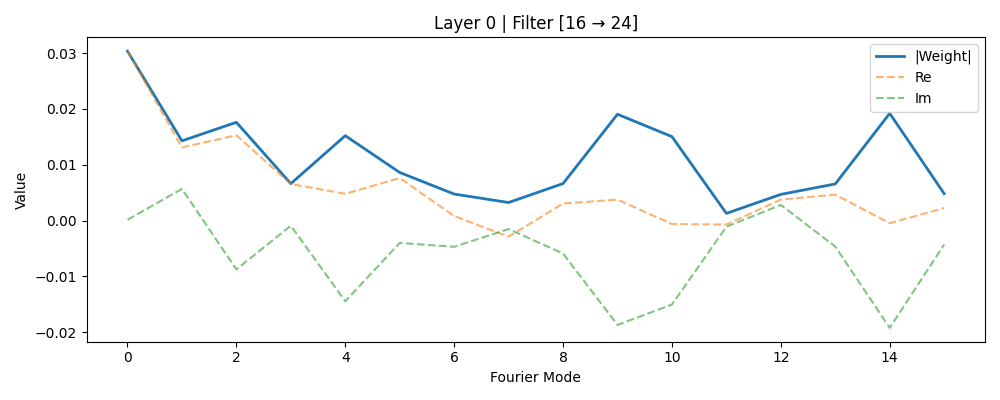 Layer 0 | Filter [16 → 24]
|Weight|
Re
Im
Value
0.03
0.02
0.01
0.00
−0.01
−0.02
0 2 4 6 8 10 12 14
Fourier Mode